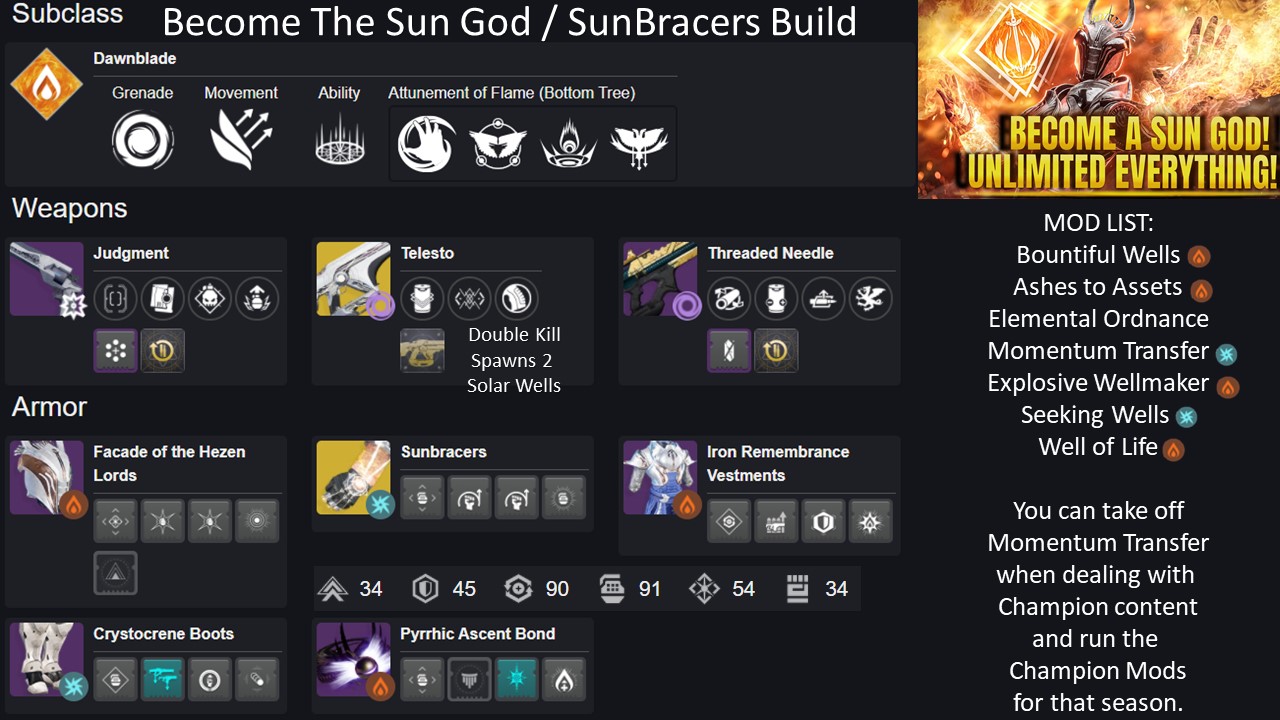 Subclass
Become The Sun God / SunBracers Build
Dawnblade
Grenade
Movement
Ability
Attunement of Flame (Bottom Tree)
BECOME A SUN GOD!
UNLIMITED EVERYTHING!
Weapons
Judgment
Telesto
Double Kill
Spawns 2
Solar Wells
Threaded Needle
Armor
Facade of the Hezen
Lords
Sunbracers
Iron Remembrance
Vestments
34
45
90
91
54
34
Crystocrene Boots
Pyrrhic Ascent Bond
MOD LIST:
Bountiful Wells
Ashes to Assets
Elemental Ordnance
Momentum Transfer
Explosive Wellmaker
Seeking Wells
Well of Life
You can take off
Momentum Transfer
when dealing with
Champion content
and run the
Champion Mods
for that season.